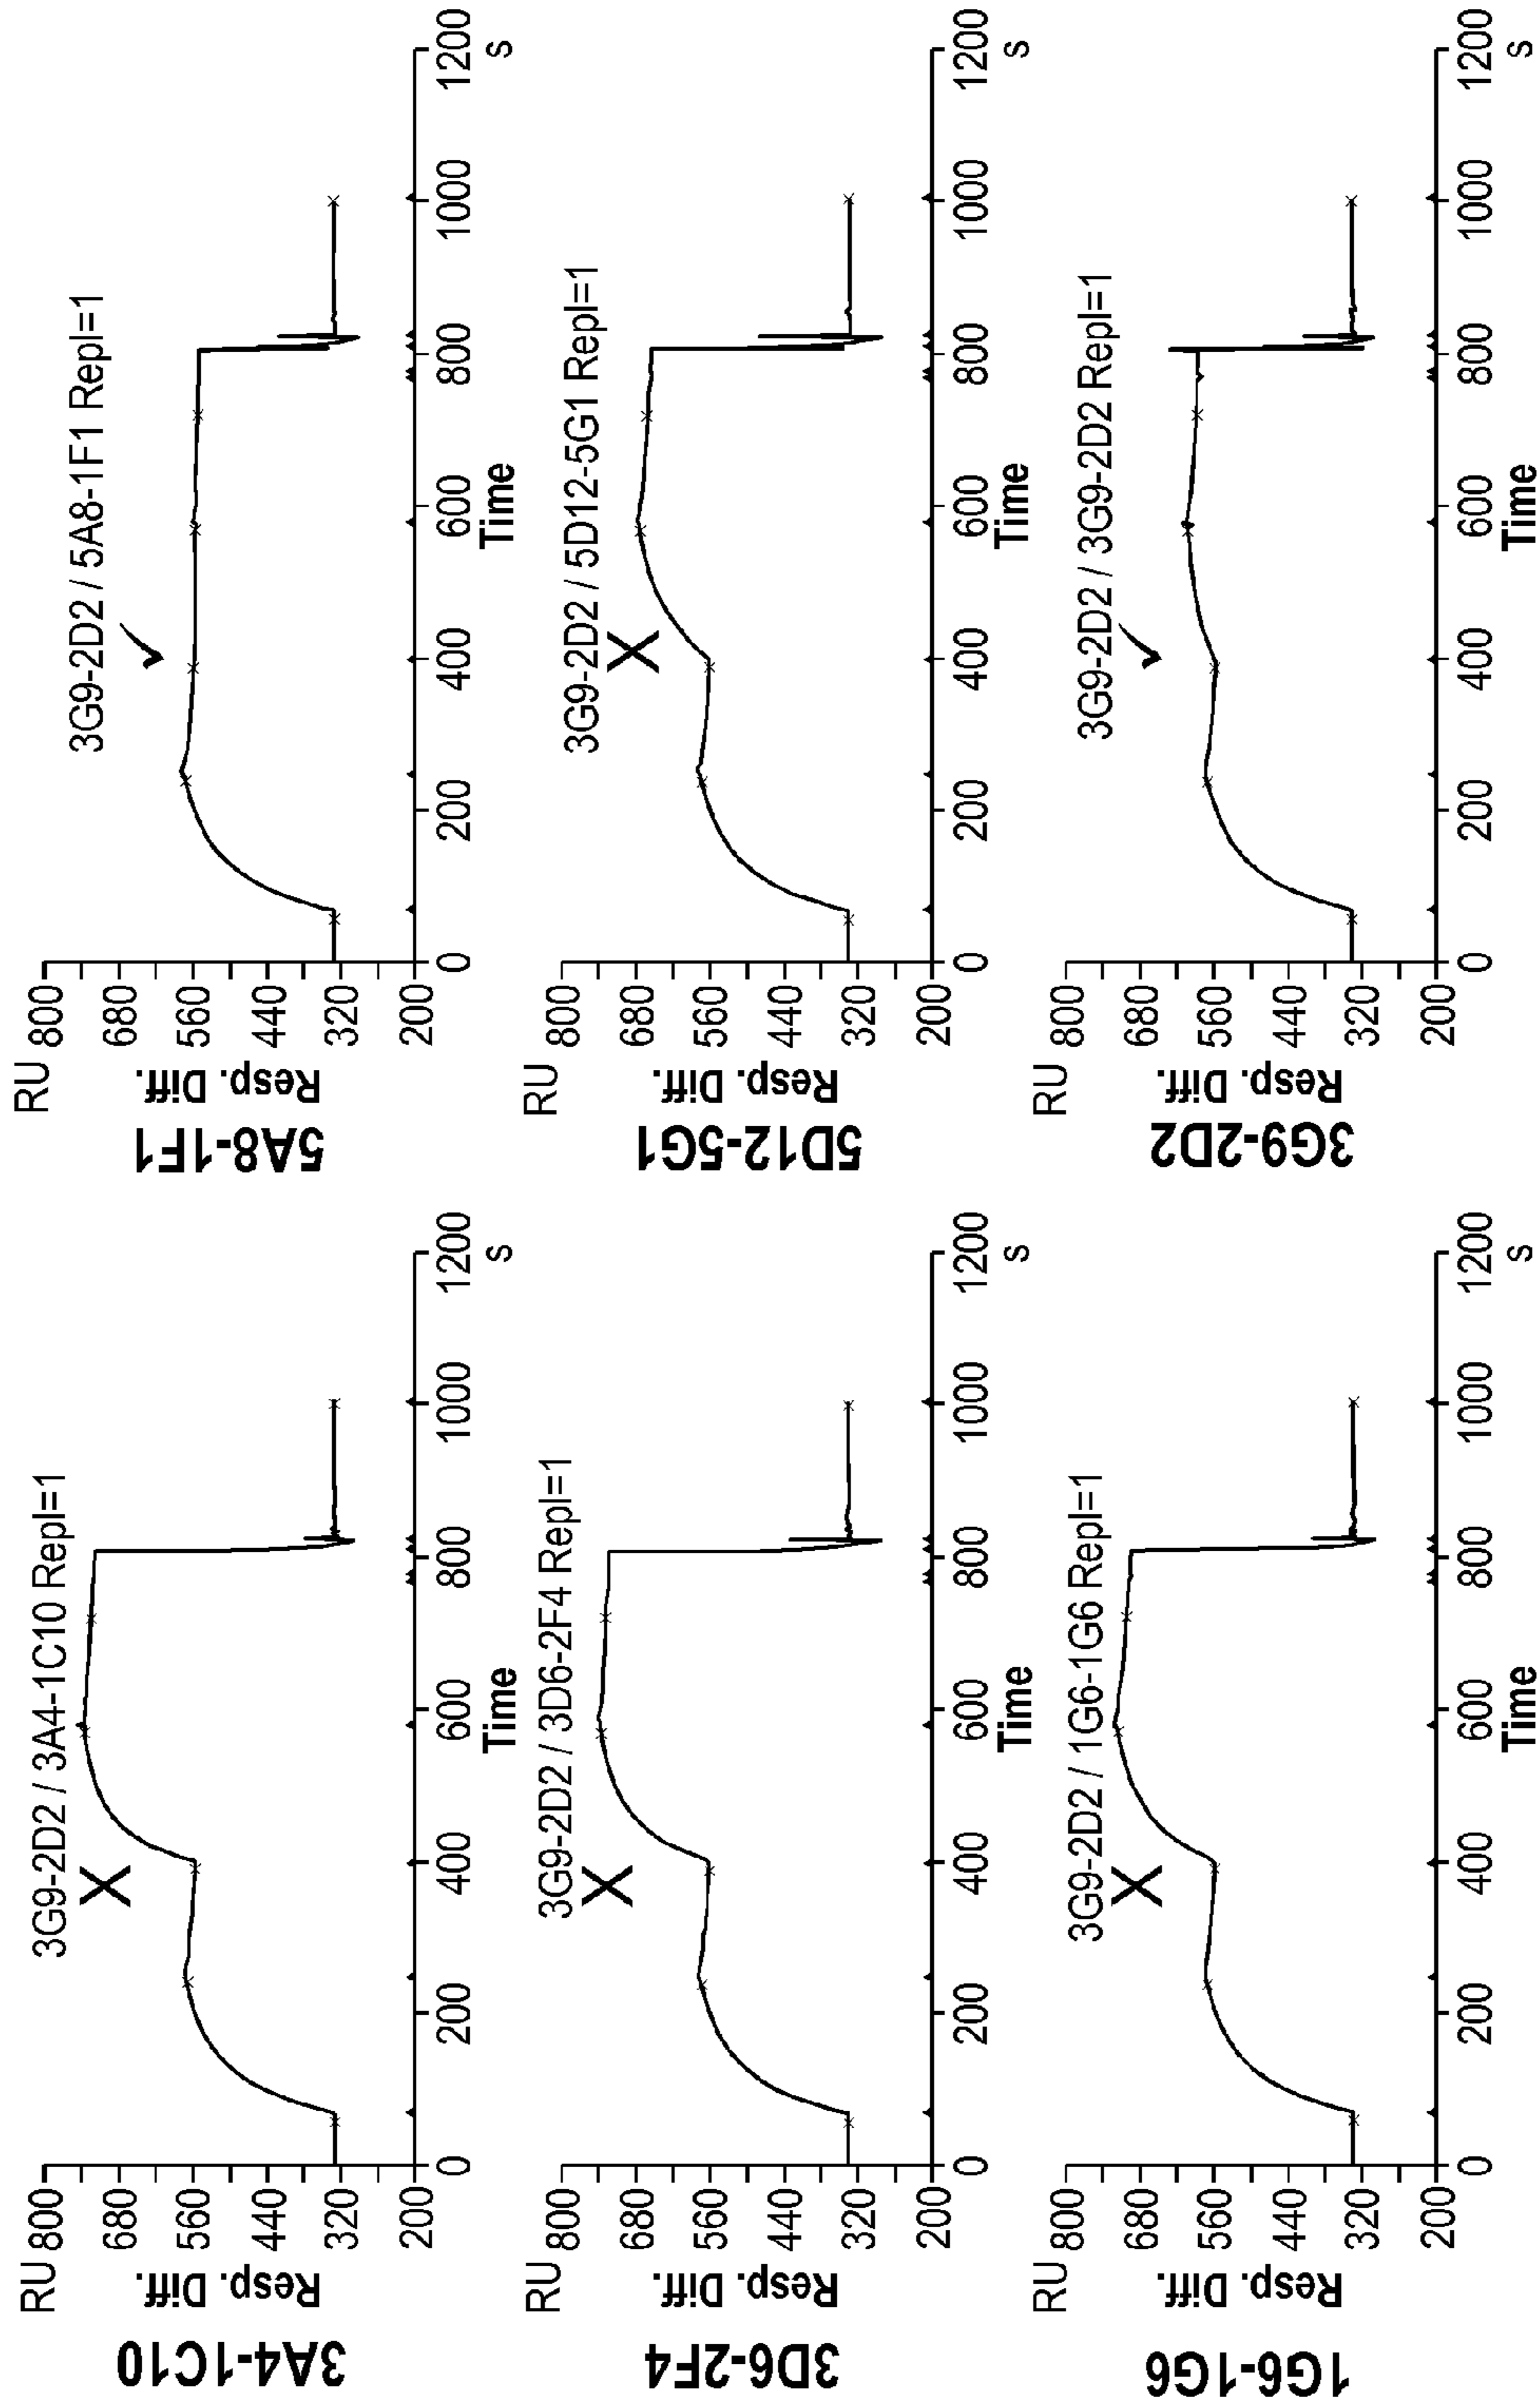 3A4-1C10
RU
Resp. Diff.
800
680
560
440
320
200
3G9-2D2 / 3A4-1C10 Repl=1
X
0 200 400 600 800 1000 1200
Time
s
5A8-1F1
RU
Resp. Diff.
800
680
560
440
320
200
3G9-2D2 / 5A8-1F1 Repl=1
0 200 400 600 800 1000 1200
Time
s
3D6-2F4
RU
Resp. Diff.
800
680
560
440
320
200
3G9-2D2 / 3D6-2F4 Repl=1
X
0 200 400 600 800 1000 1200
Time
s
5D12-5G1
RU
Resp. Diff.
800
680
560
440
320
200
3G9-2D2 / 5D12-5G1 Repl=1
X
0 200 400 600 800 1000 1200
Time
s
1G6-1G6
RU
Resp. Diff.
800
680
560
440
320
200
3G9-2D2 / 1G6-1G6 Repl=1
X
0 200 400 600 800 1000 1200
Time
s
3G9-2D2
RU
Resp. Diff.
800
680
560
440
320
200
3G9-2D2 / 3G9-2D2 Repl=1
0 200 400 600 800 1000 1200
Time
s